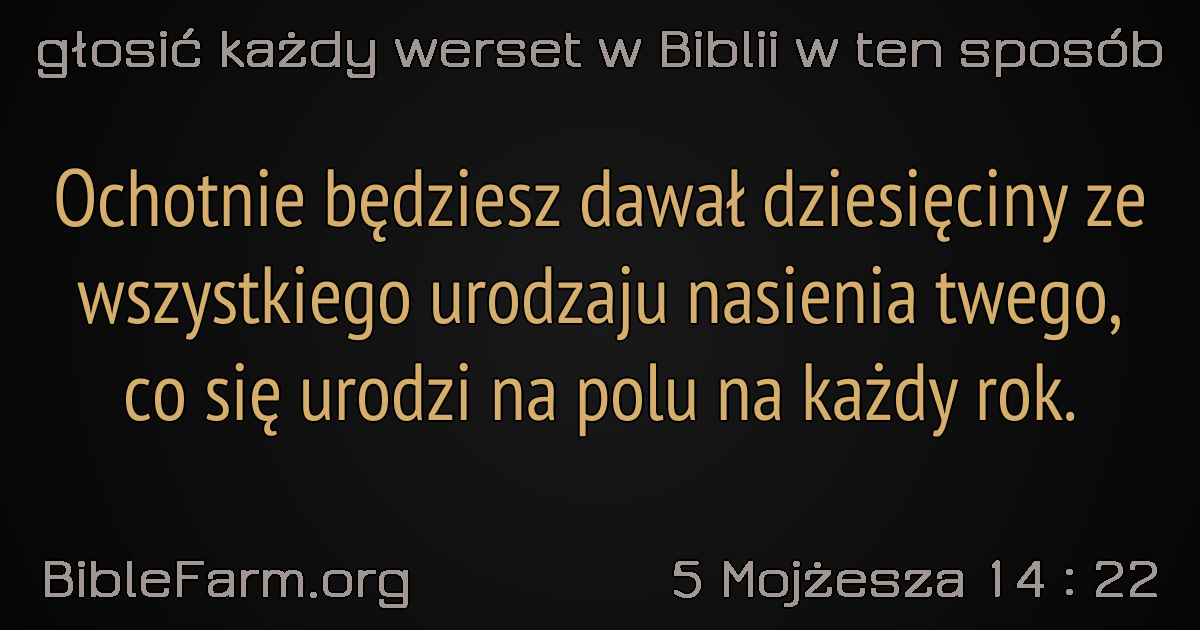 głosić każdy werset w Biblii w ten sposób
Ochotnie będziesz dawał dziesięciny ze
wszystkiego urodzaju nasienia twego,
co się urodzi na polu na każdy rok.
BibleFarm.org
5 Mojżesza 14 : 22